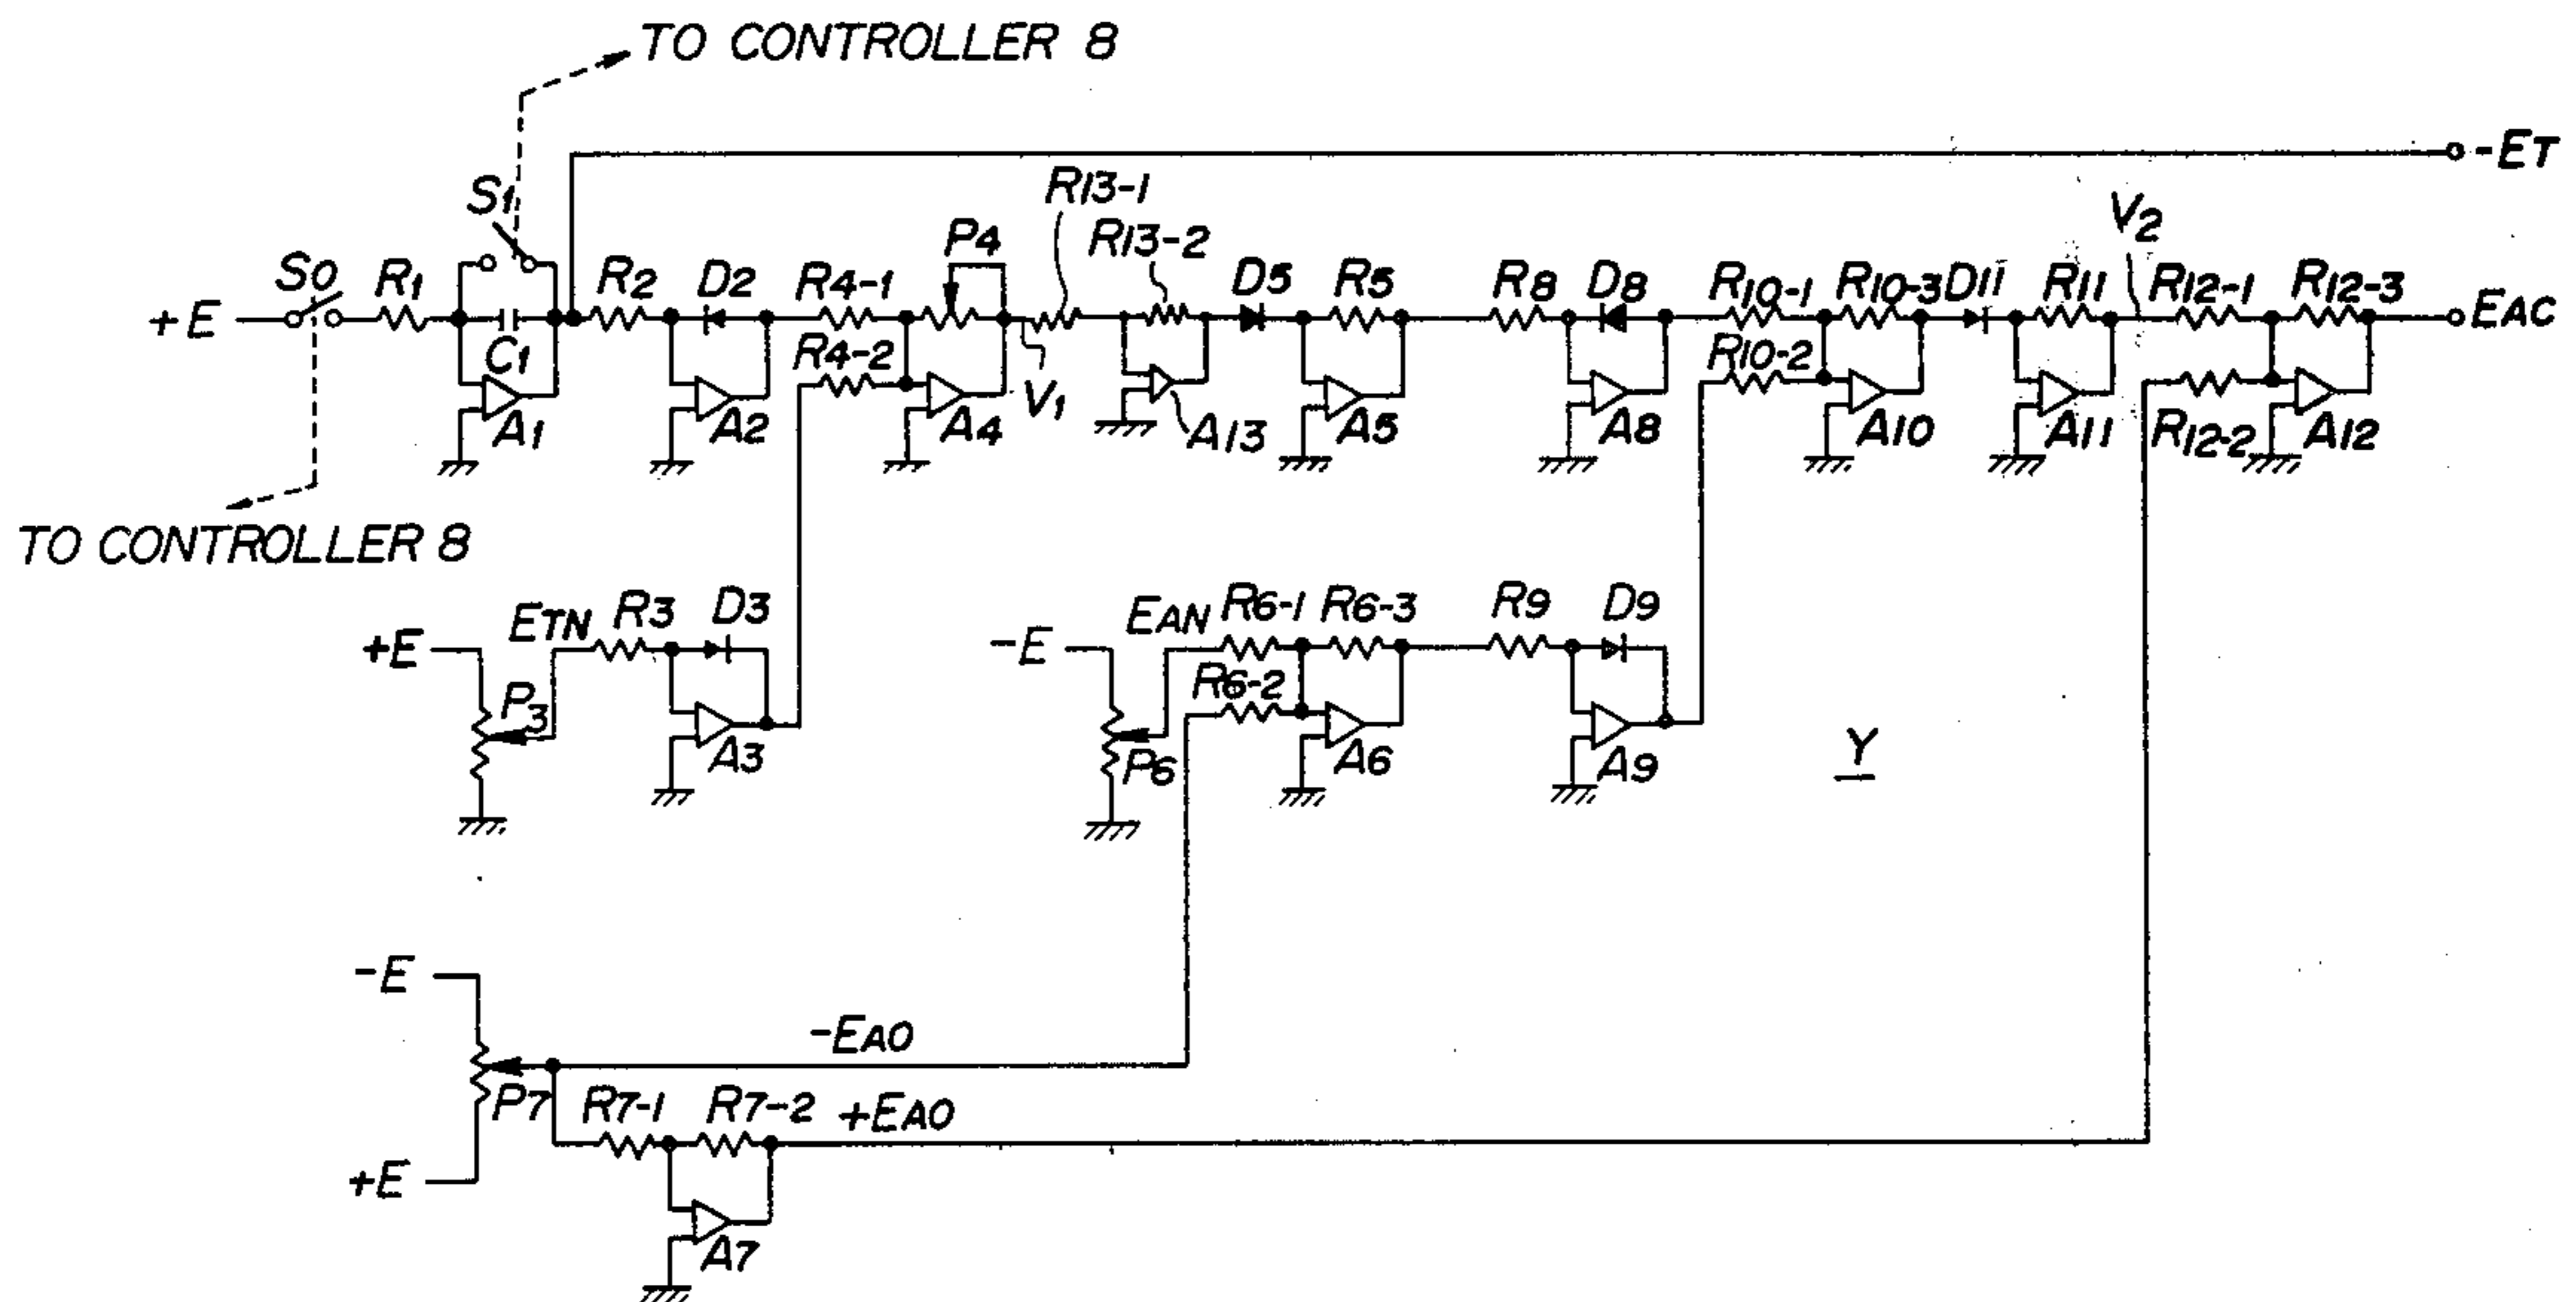 TO CONTROLLER 8
-ET
S1
R13-1
R13-2
V2
+E
S0
R1
C1
R2
D2
R4-1
P4
D5
R5
R8
D8
R10-1
R10-3
D11
R11
R12-1
R12-3
EAC
R4-2
V1
R10-2
A1
A2
A4
A13
A5
A8
A10
A11
R12-2
A12
TO CONTROLLER 8
+E
ETN
R3
D3
-E
EAN
R6-1
R6-3
R9
D9
R6-2
P3
A3
P6
A6
A9
Y
-E
-EAO
P7
R7-1
R7-2
+EAO
+E
A7